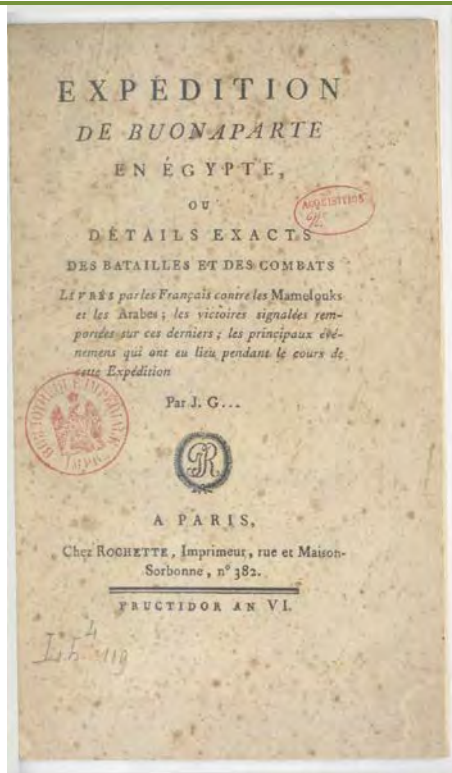 EXPÉDITION
DE BUONAPARTE
EN ÉGYPTE,
OU
DÉTAILS EXACTS
DES BATAILLES ET DES COMBATS
LIVRÉS par les Français contre les Mamelouks
et les Arabes ; les victoires signalées rem-
portées sur ces derniers ; les principaux évé-
nemens qui ont eu lieu pendant le cours de
cette Expédition
Par J. G...
A PARIS,
Chez ROCHETTE, Imprimeur, rue et Maison-
Sorbonne, n° 382.
FRUCTIDOR AN VI.
ACQUISITIONS
BIBLIOTHEQUE IMPÉRIALE